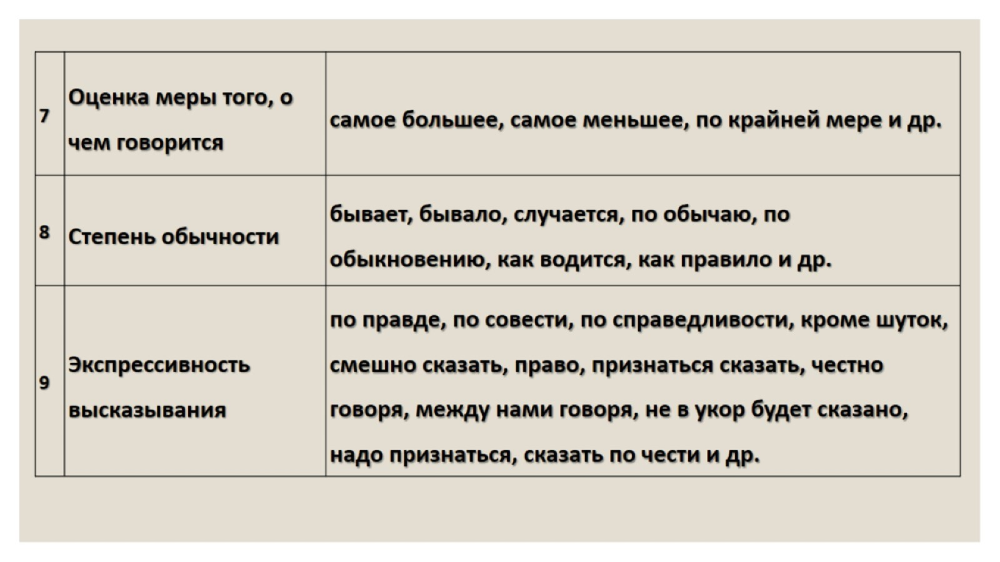 7
Оценка меры того, о
чем говорится
самое большее, самое меньшее, по крайней мере и др.
8
Степень обычности
бывает, бывало, случается, по обычаю, по
обыкновению, как водится, как правило и др.
9
Экспрессивность
высказывания
по правде, по совести, по справедливости, кроме шуток,
смешно сказать, право, признаться сказать, честно
говоря, между нами говоря, не в укор будет сказано,
надо признаться, сказать по чести и др.